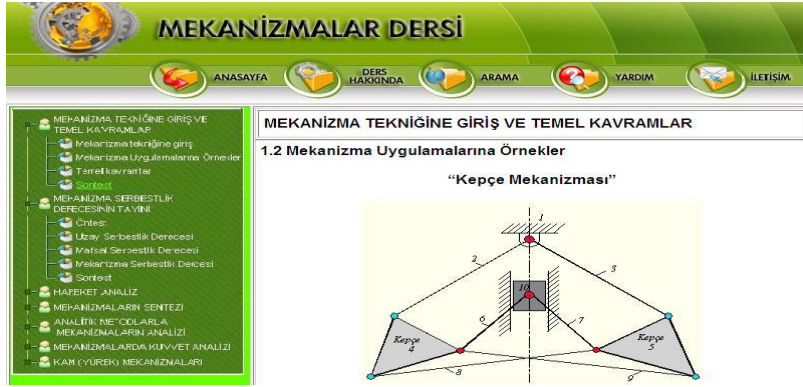 MEKANİZMALAR DERSİ
ANASAYFA
DERS
HAKKINDA
ARAMA
YARDIM
İLETİŞİM
MEKANİZMA TEKNİĞİNE GİRİŞ VE
TEMEL KAVRAMLAR
Mekanizma tekniğine giriş
Mekanizma Uygulamalarına Örnekler
Temel kavramlar
Sontest
MEKANİZMA SERBESTLİK
DERECESİNİN TAYİNİ
Öntest
Uzay Serbestlik Derecesi
Mafsal Serbestlik Derecesi
Mekanizma Serbestlik Derecesi
Sontest
HAREKET ANALİZ
MEKANİZMALARIN SENTEZİ
ANALİTİK METODLARLA
MEKANİZMALARIN ANALİZİ
MEKANİZMALARDA KUVVET ANALİZİ
KAM (YÜREK) MEKANİZMALARI
MEKANİZMA TEKNİĞİNE GİRİŞ VE TEMEL KAVRAMLAR
1.2 Mekanizma Uygulamalarına Örnekler
“Kepçe Mekanizması”
1
2
3
10
6
7
Kepçe
4
Kepçe
5
8
9